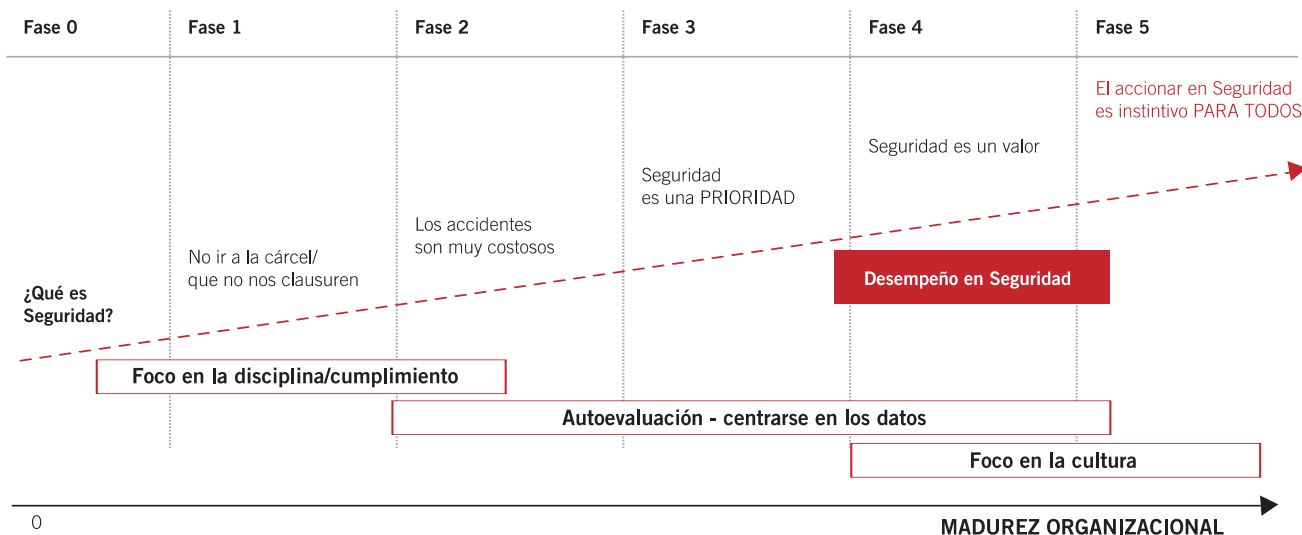 Fase 0
Fase 1
Fase 2
Fase 3
Fase 4
Fase 5
El accionar en Seguridad
es instintivo PARA TODOS
Seguridad es un valor
Seguridad
es una PRIORIDAD
Los accidentes
son muy costosos
No ir a la cárcel/
que no nos clausuren
¿Qué es
Seguridad?
Desempeño en Seguridad
Foco en la disciplina/cumplimiento
Autoevaluación - centrarse en los datos
Foco en la cultura
0
MADUREZ ORGANIZACIONAL